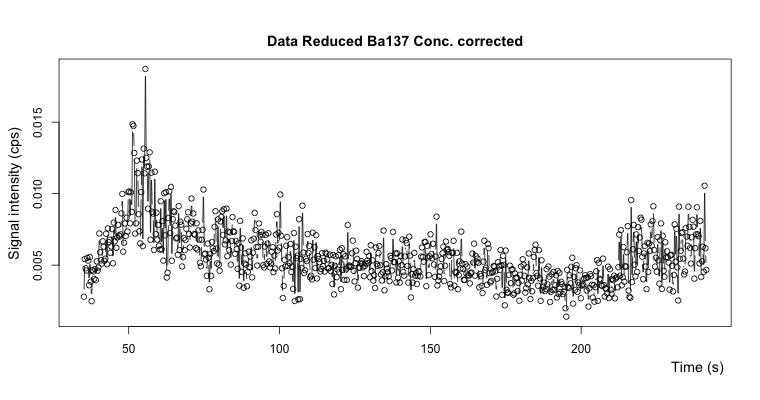 Data Reduced Ba137 Conc. corrected
Signal intensity (cps)
0.015
0.010
0.005
50 100 150 200
Time (s)